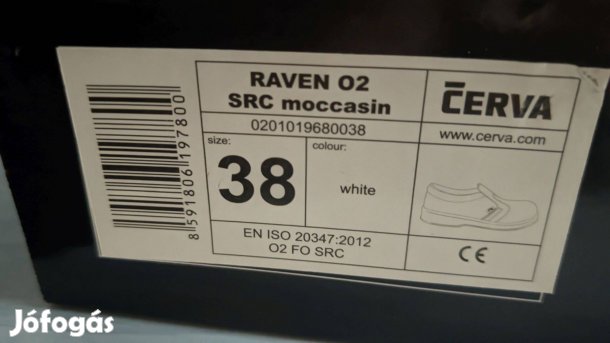 RAVEN O2
SRC moccasin
0201019680038
size:
38
colour:
white
EN ISO 20347:2012
O2 FO SRC
ČERVA
www.cerva.com
CE
8591806197800
Jófogás